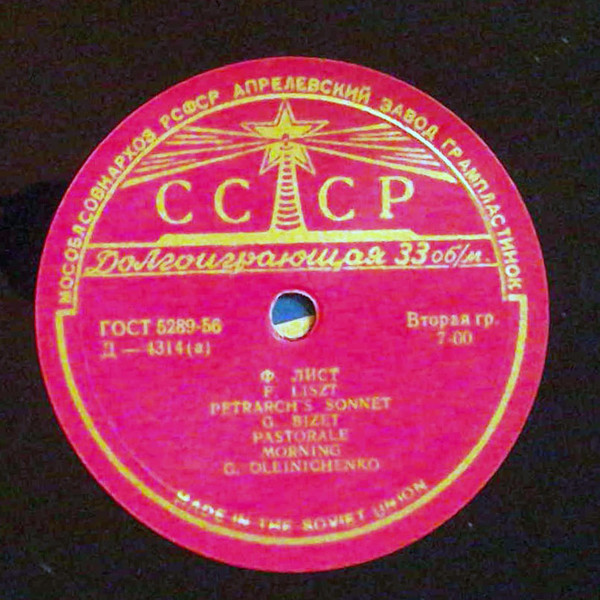 МОСОБЛСОВНАРХОЗ РСФСР АПРЕЛЕВСКИЙ ЗАВОД ГРАМПЛАСТИНОК
СССР
Долгоиграющая 33 об/м.
ГОСТ 5289-56
Д — 4314(a)
Вторая гр.
7-00
Ф. ЛИСТ
F. LISZT
PETRARCH'S SONNET
G. BIZET
PASTORALE
MORNING
G. OLEINICHENKO
MADE IN THE SOVIET UNION